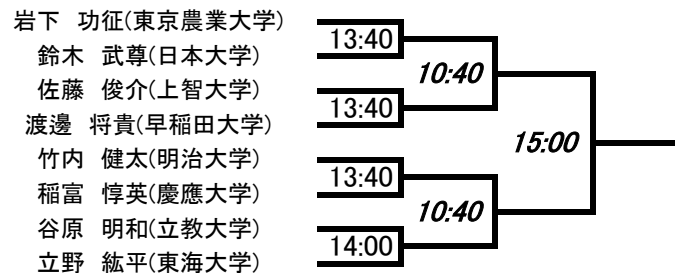 岩下　功征(東京農業大学)
13:40
鈴木　武尊(日本大学)
10:40
佐藤　俊介(上智大学)
13:40
渡邊　将貴(早稲田大学)
15:00
竹内　健太(明治大学)
13:40
稲富　惇英(慶應大学)
10:40
谷原　明和(立教大学)
14:00
立野　紘平(東海大学)